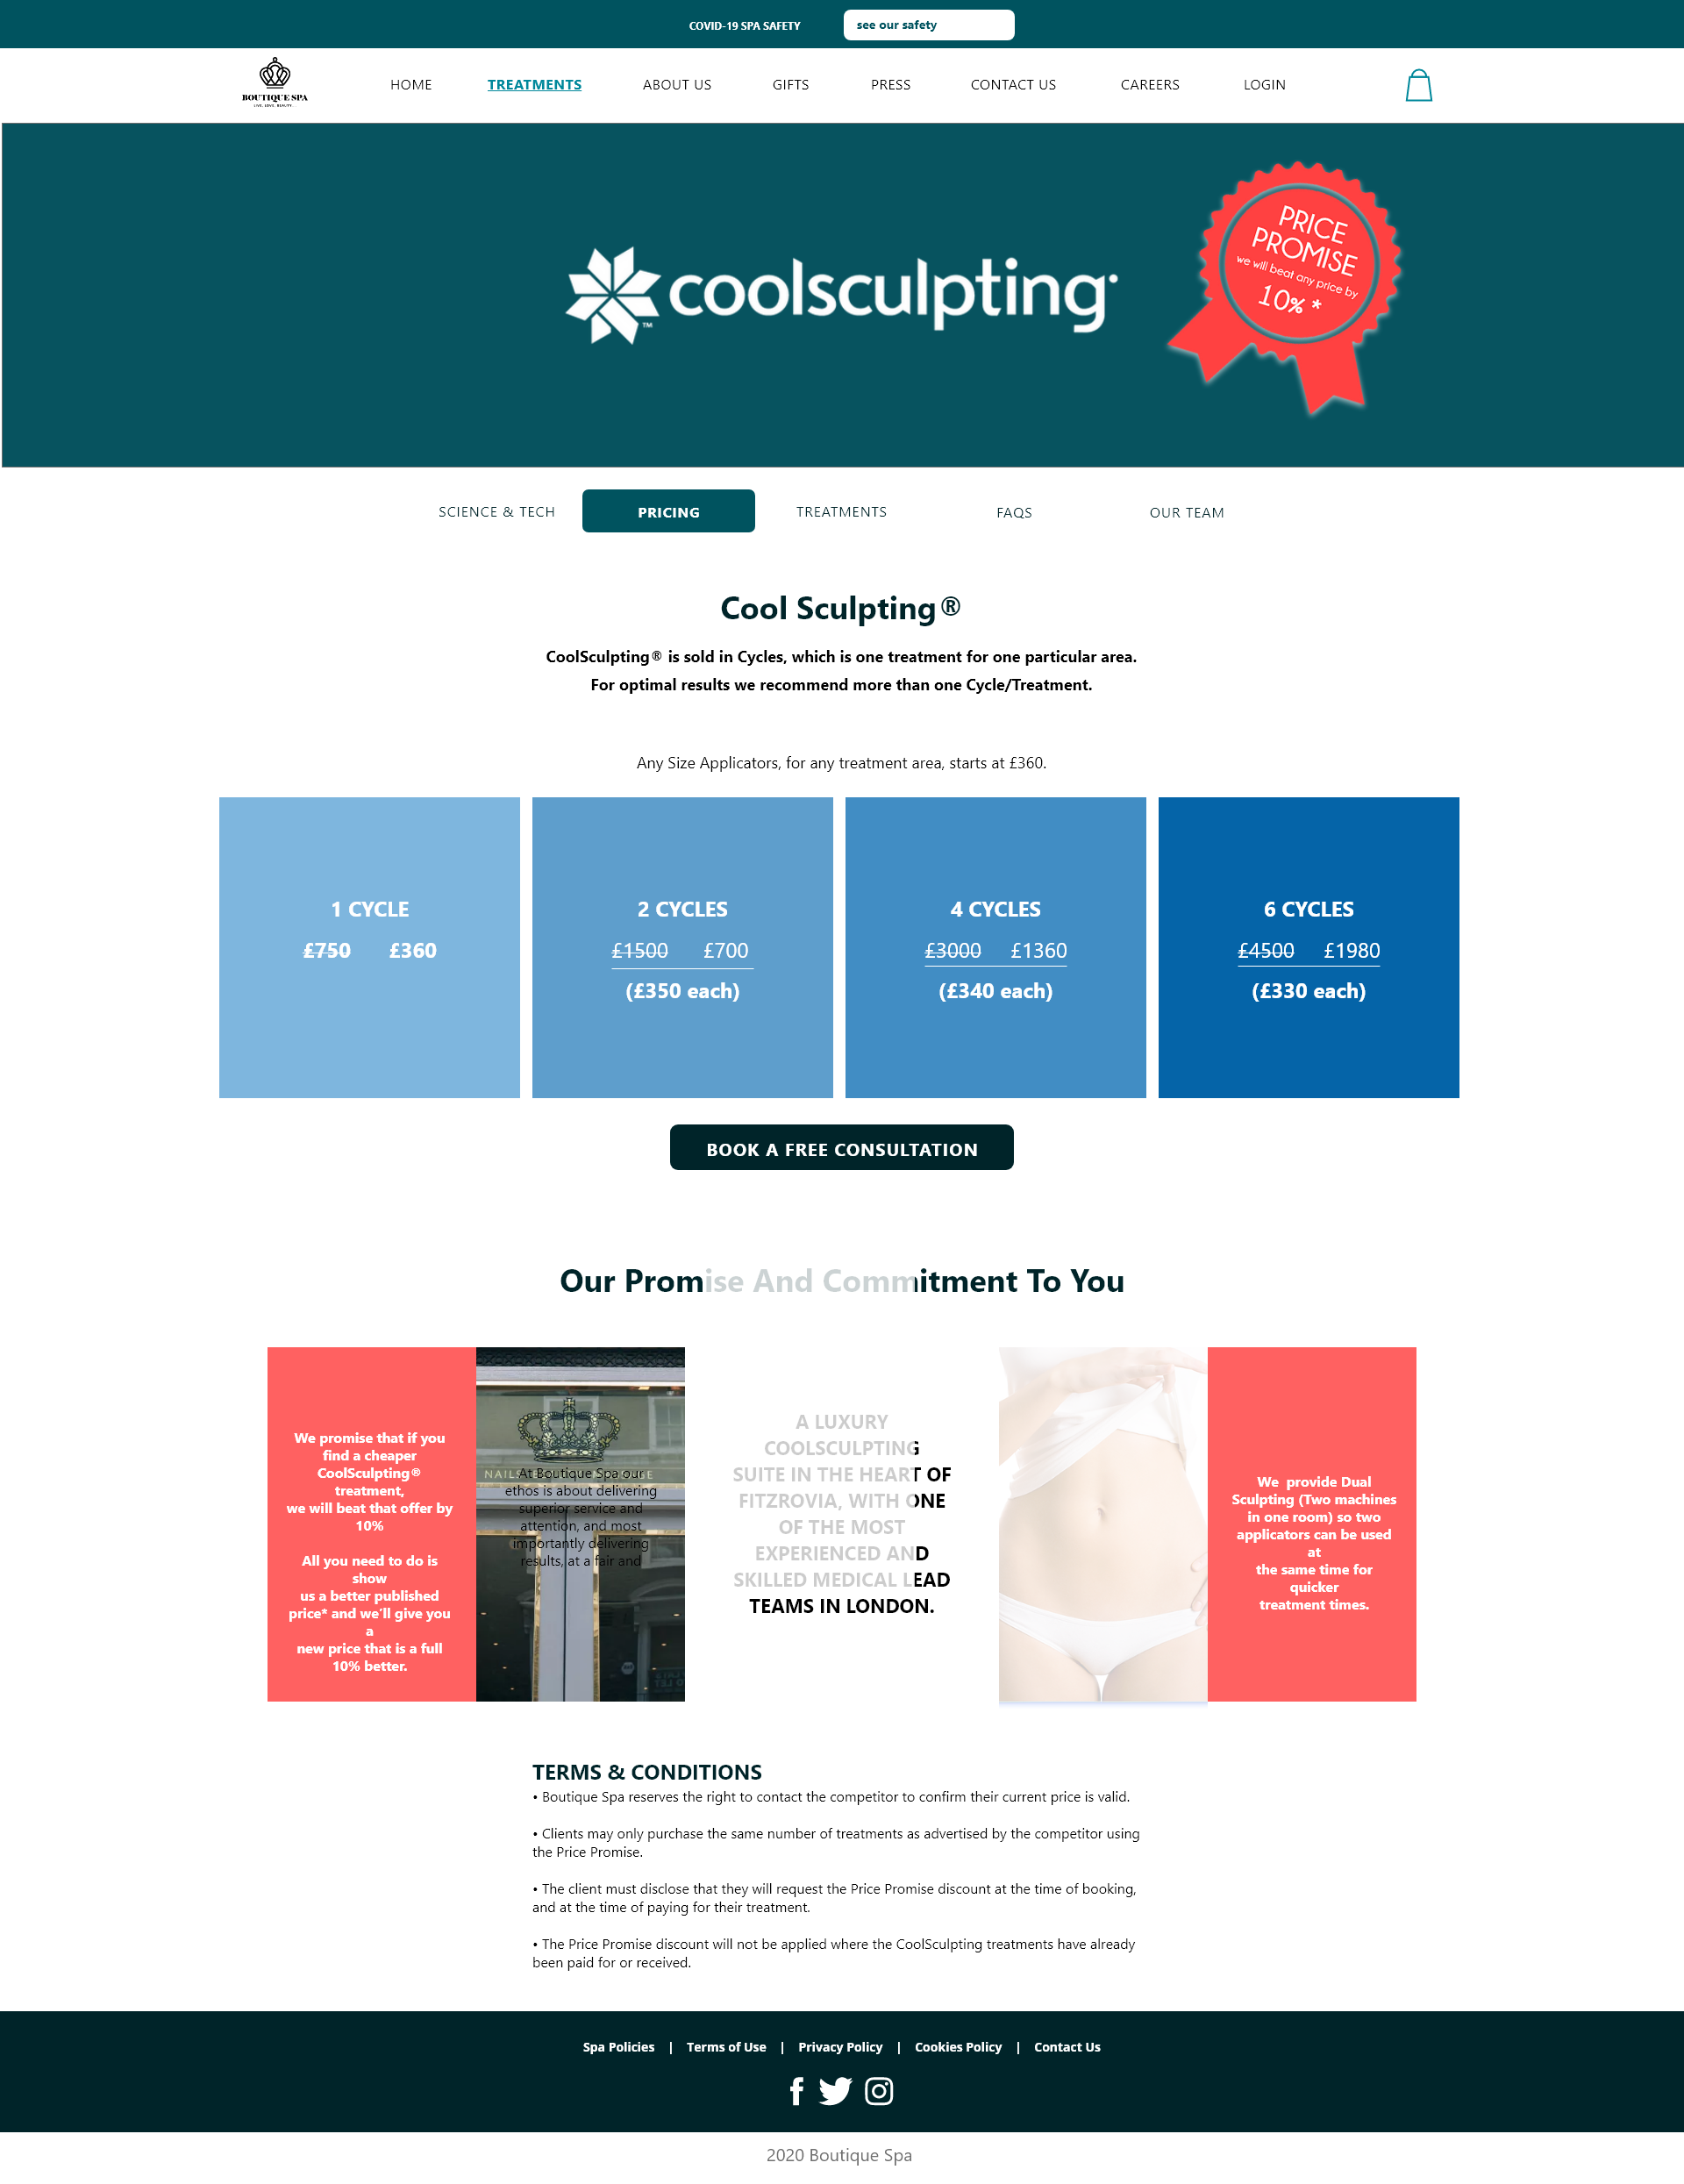 COVID-19 SPA SAFETY
see our safety
BOUTIQUE SPA
LIVE. LOVE. BEAUTY.
HOME
TREATMENTS
ABOUT US
GIFTS
PRESS
CONTACT US
CAREERS
LOGIN
coolsculpting
TM
PRICE
PROMISE
we will beat any price by
10% *
SCIENCE & TECH
PRICING
TREATMENTS
FAQS
OUR TEAM
Cool Sculpting®
CoolSculpting® is sold in Cycles, which is one treatment for one particular area.
For optimal results we recommend more than one Cycle/Treatment.
Any Size Applicators, for any treatment area, starts at £360.
1 CYCLE
£750 £360
2 CYCLES
£1500 £700
(£350 each)
4 CYCLES
£3000 £1360
(£340 each)
6 CYCLES
£4500 £1980
(£330 each)
BOOK A FREE CONSULTATION
Our Promise And Commitment To You
We promise that if you
find a cheaper
CoolSculpting®
treatment,
we will beat that offer by
10%
All you need to do is
show
us a better published
price* and we'll give you
a
new price that is a full
10% better.
NAILS
At Boutique Spa our
ethos is about delivering
superior service and
attention, and most
importantly delivering
results, at a fair and
A LUXURY
COOLSCULPTING
SUITE IN THE HEART OF
FITZROVIA, WITH ONE
OF THE MOST
EXPERIENCED AND
SKILLED MEDICAL LEAD
TEAMS IN LONDON.
We provide Dual
Sculpting (Two machines
in one room) so two
applicators can be used
at
the same time for
quicker
treatment times.
TERMS & CONDITIONS
• Boutique Spa reserves the right to contact the competitor to confirm their current price is valid.
• Clients may only purchase the same number of treatments as advertised by the competitor using
the Price Promise.
• The client must disclose that they will request the Price Promise discount at the time of booking,
and at the time of paying for their treatment.
• The Price Promise discount will not be applied where the CoolSculpting treatments have already
been paid for or received.
Spa Policies | Terms of Use | Privacy Policy | Cookies Policy | Contact Us
2020 Boutique Spa